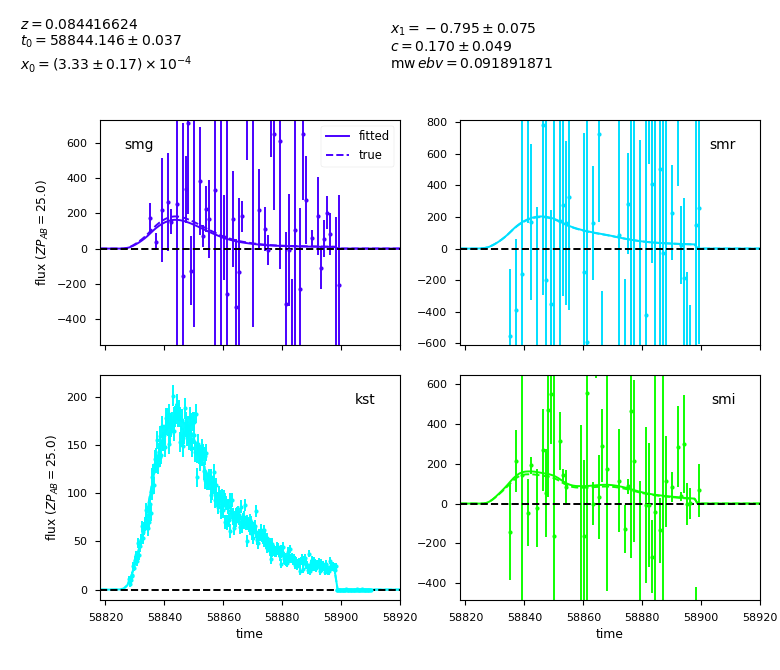 z = 0.084416624
t₀ = 58844.146 ± 0.037
x₀ = (3.33 ± 0.17) × 10⁻⁴
x₁ = −0.795 ± 0.075
c = 0.170 ± 0.049
mw ebv = 0.091891871
smg
fitted
true
600
400
200
0
−200
−400
flux (ZP_AB = 25.0)
smr
800
600
400
200
0
−200
−400
−600
kst
200
150
100
50
0
flux (ZP_AB = 25.0)
58820 58840 58860 58880 58900 58920
time
smi
600
400
200
0
−200
−400
58820 58840 58860 58880 58900 58920
time